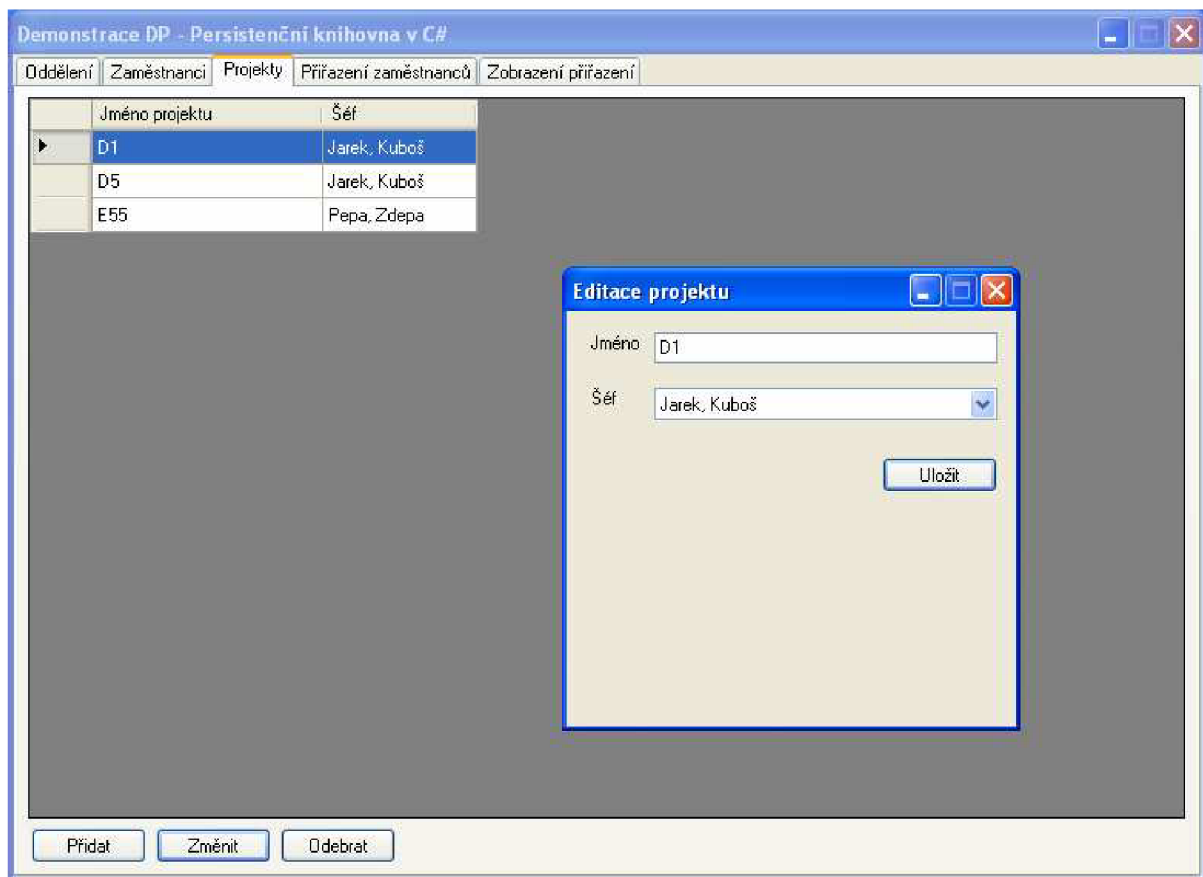 Demonstrace DP - Persistenční knihovna v C#
Oddělení Zaměstnanci Projekty Přiřazení zaměstnanců Zobrazení přiřazení
Jméno projektu Šéf
D1 Jarek, Kuboš
D5 Jarek, Kuboš
E55 Pepa, Zdepa
Editace projektu
Jméno D1
Šéf Jarek, Kuboš
Uložit
Přidat Změnit Odebrat